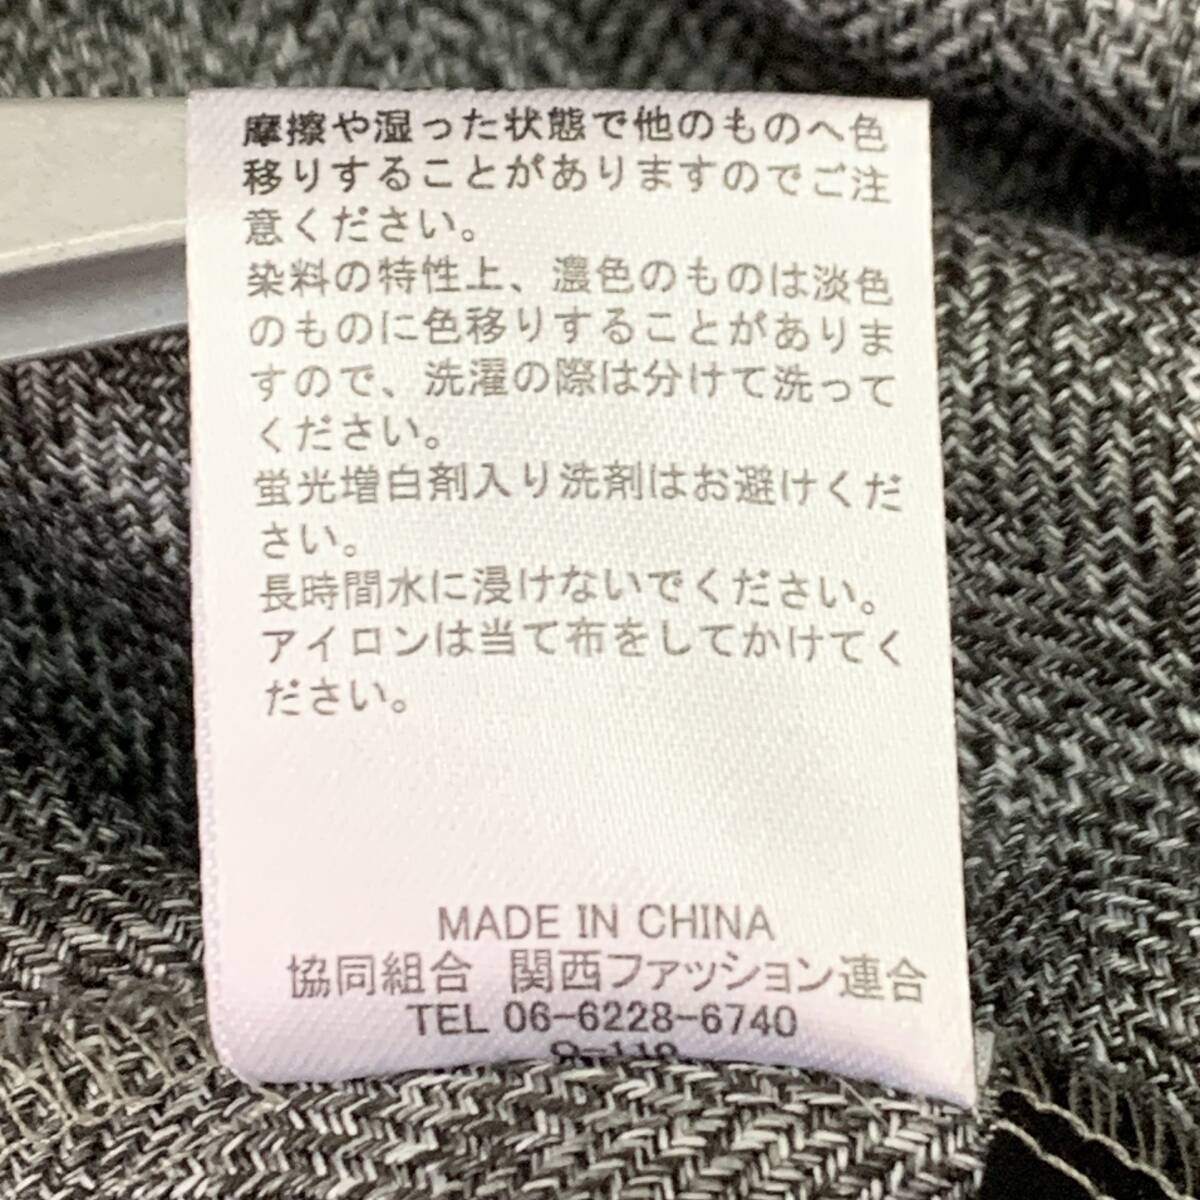 摩擦や湿った状態で他のものへ色
移りすることがありますのでご注
意ください。
染料の特性上、濃色のものは淡色
のものに色移りすることがありま
すので、洗濯の際は分けて洗って
ください。
蛍光増白剤入り洗剤はお避けくだ
さい。
長時間水に浸けないでください。
アイロンは当て布をしてかけてく
ださい。
MADE IN CHINA
協同組合 関西ファッション連合
TEL 06-6228-6740